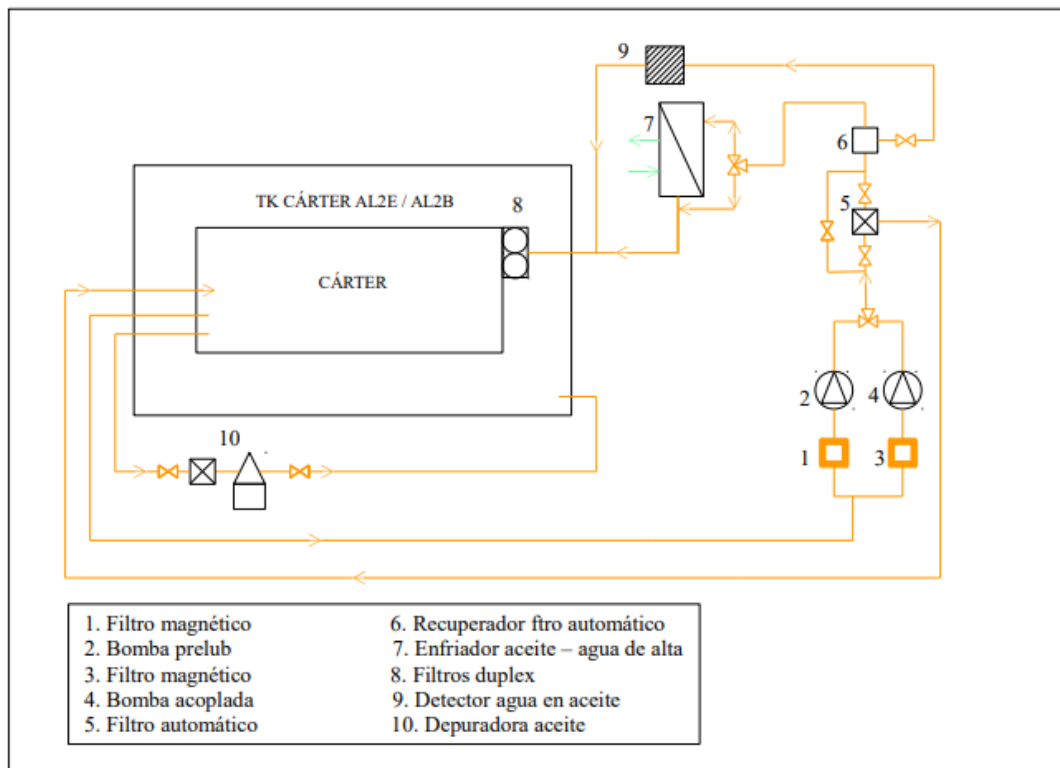 9
7
6
TK CÁRTER AL2E / AL2B
8
5
CÁRTER
2
4
10
1
3
1. Filtro magnético
2. Bomba prelub
3. Filtro magnético
4. Bomba acoplada
5. Filtro automático
6. Recuperador ftro automático
7. Enfriador aceite – agua de alta
8. Filtros duplex
9. Detector agua en aceite
10. Depuradora aceite